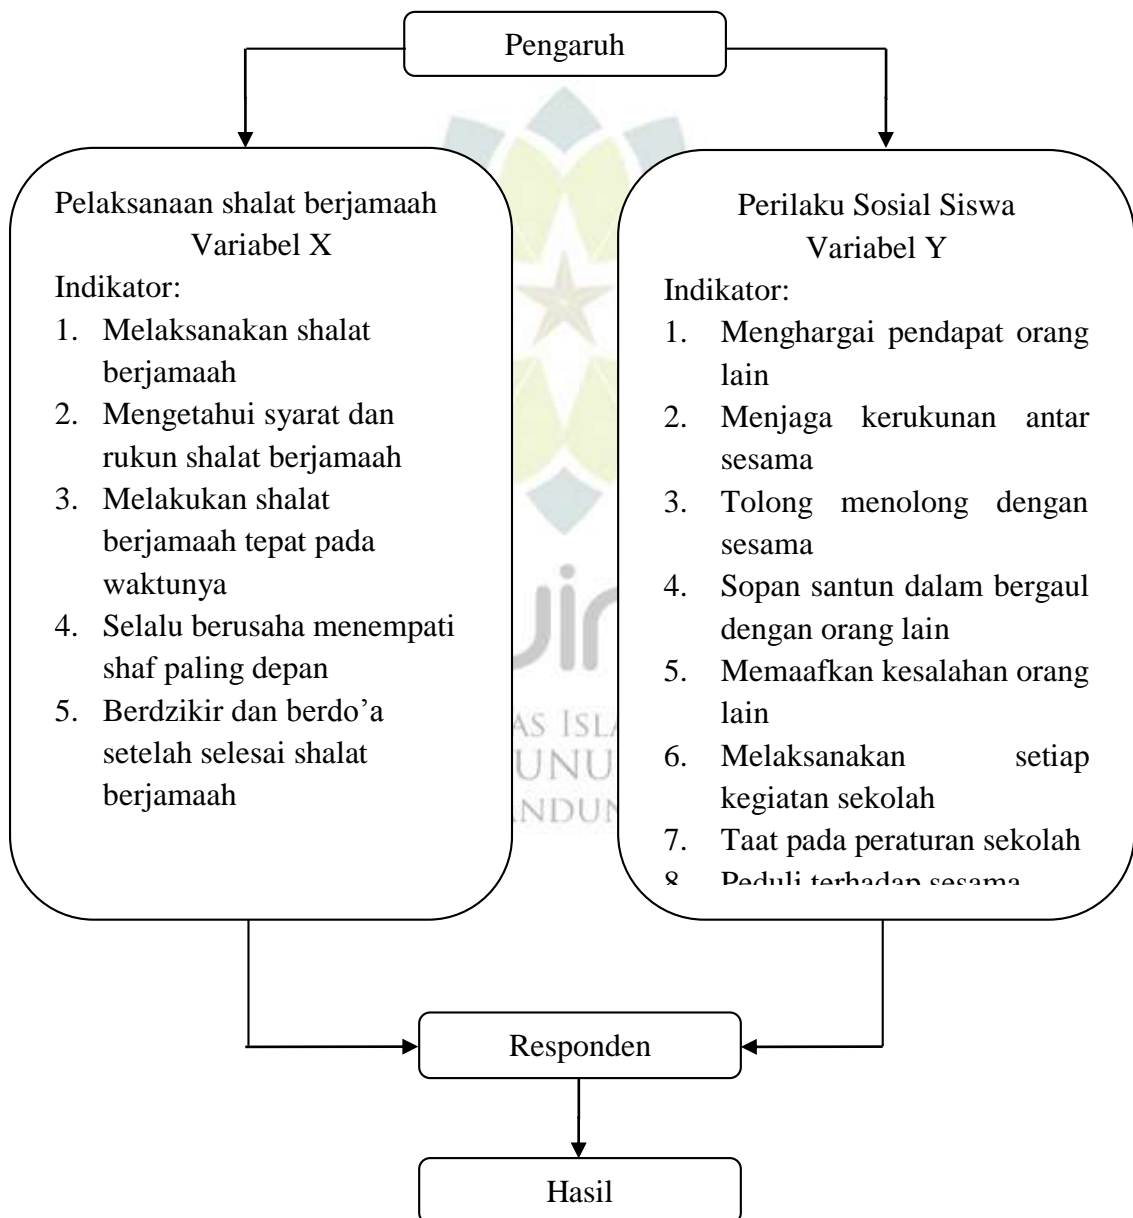 Pengaruh
Pelaksanaan shalat berjamaah
Variabel X
Indikator:
1. Melaksanakan shalat
berjamaah
2. Mengetahui syarat dan
rukun shalat berjamaah
3. Melakukan shalat
berjamaah tepat pada
waktunya
4. Selalu berusaha menempati
shaf paling depan
5. Berdzikir dan berdo’a
setelah selesai shalat
berjamaah
Perilaku Sosial Siswa
Variabel Y
Indikator:
1. Menghargai pendapat orang
lain
2. Menjaga kerukunan antar
sesama
3. Tolong menolong dengan
sesama
4. Sopan santun dalam bergaul
dengan orang lain
5. Memaafkan kesalahan orang
lain
6. Melaksanakan setiap
kegiatan sekolah
7. Taat pada peraturan sekolah
8. Peduli terhadap sesama
Responden
Hasil